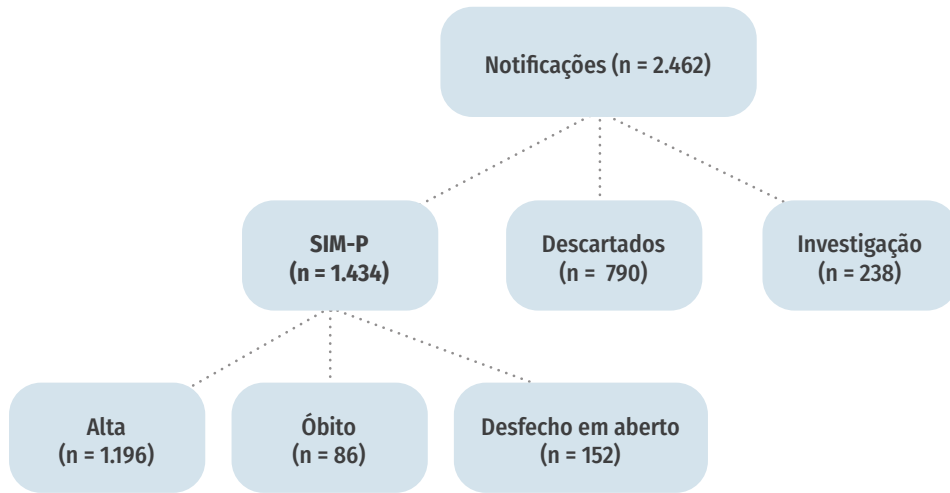 Notificações (n = 2.462)
SIM-P
(n = 1.434)
Descartados
(n = 790)
Investigação
(n = 238)
Alta
(n = 1.196)
Óbito
(n = 86)
Desfecho em aberto
(n = 152)